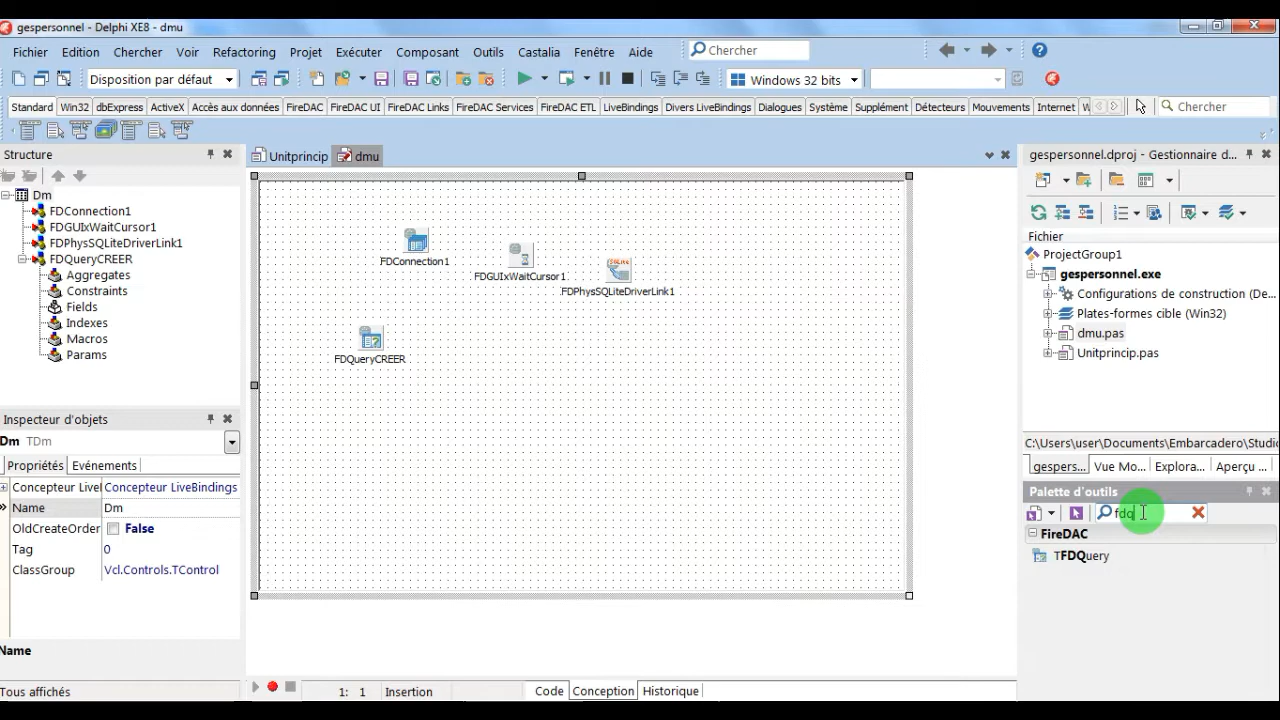 gespersonnel - Delphi XE8 - dmu
Fichier Edition Chercher Voir Refactoring Projet Exécuter Composant Outils Castalia Fenêtre Aide Chercher
Disposition par défaut Windows 32 bits
Standard Win32 dbExpress ActiveX Accès aux données FireDAC FireDAC UI FireDAC Links FireDAC Services FireDAC ETL LiveBindings Divers LiveBindings Dialogues Système Supplément Détecteurs Mouvements Internet Chercher
Structure
Dm
FDConnection1
FDGUIxWaitCursor1
FDPhysSQLiteDriverLink1
FDQueryCREER
Aggregates
Constraints
Fields
Indexes
Macros
Params
Inspecteur d'objets
Dm TDm
Propriétés Evénements
Concepteur LiveI Concepteur LiveBindings
Name Dm
OldCreateOrder False
Tag 0
ClassGroup Vcl.Controls.TControl
Name
Tous affichés
Unitprincip dmu
FDConnection1
FDGUIxWaitCursor1
SQLite
FDPhysSQLiteDriverLink1
FDQueryCREER
1: 1 Insertion Code Conception Historique
gespersonnel.dproj - Gestionnaire d...
Fichier
ProjectGroup1
gespersonnel.exe
Configurations de construction (De...
Plates-formes cible (Win32)
dmu.pas
Unitprincip.pas
C:\Users\user\Documents\Embarcadero\Studio
gespers... Vue Mo... Explora... Aperçu ...
Palette d'outils
fdq
FireDAC
TFDQuery